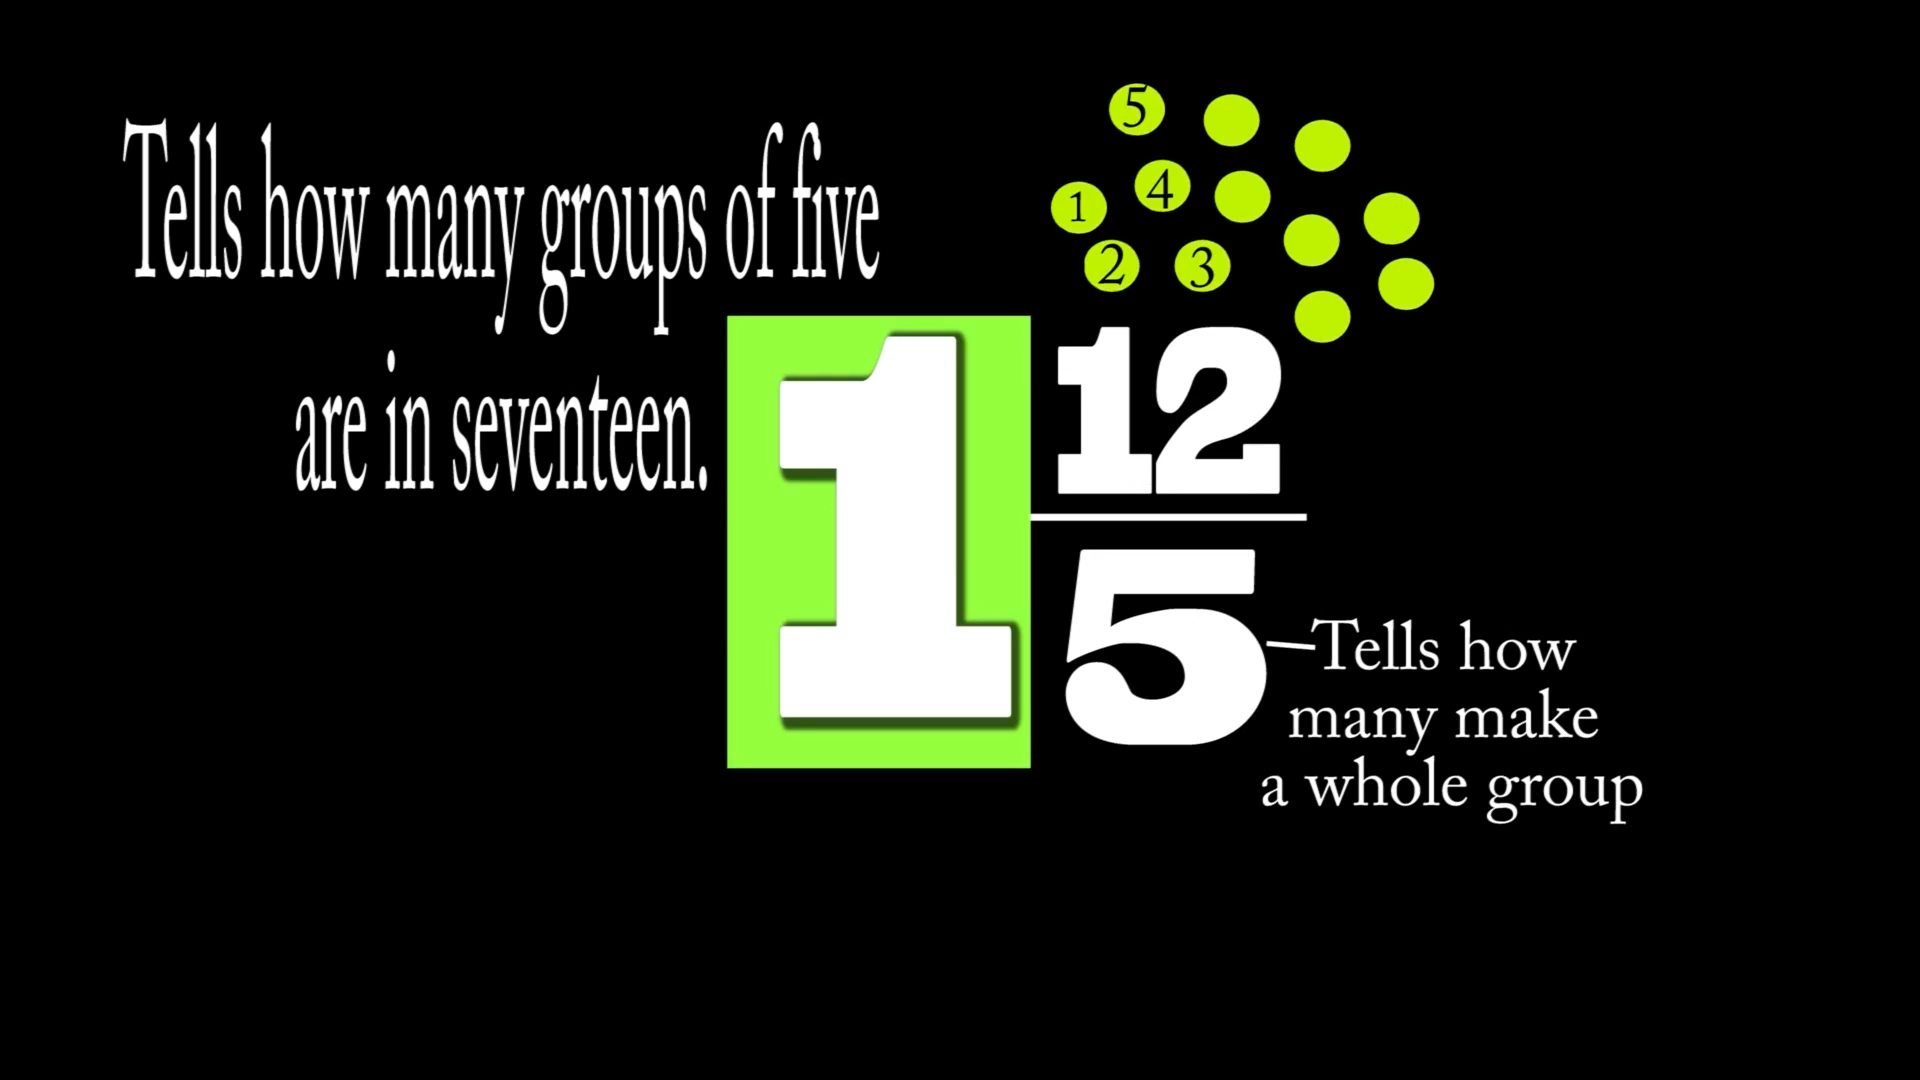 Tells how many groups of five
are in seventeen.
5
4
1
2
3
1 12
5
Tells how
many make
a whole group